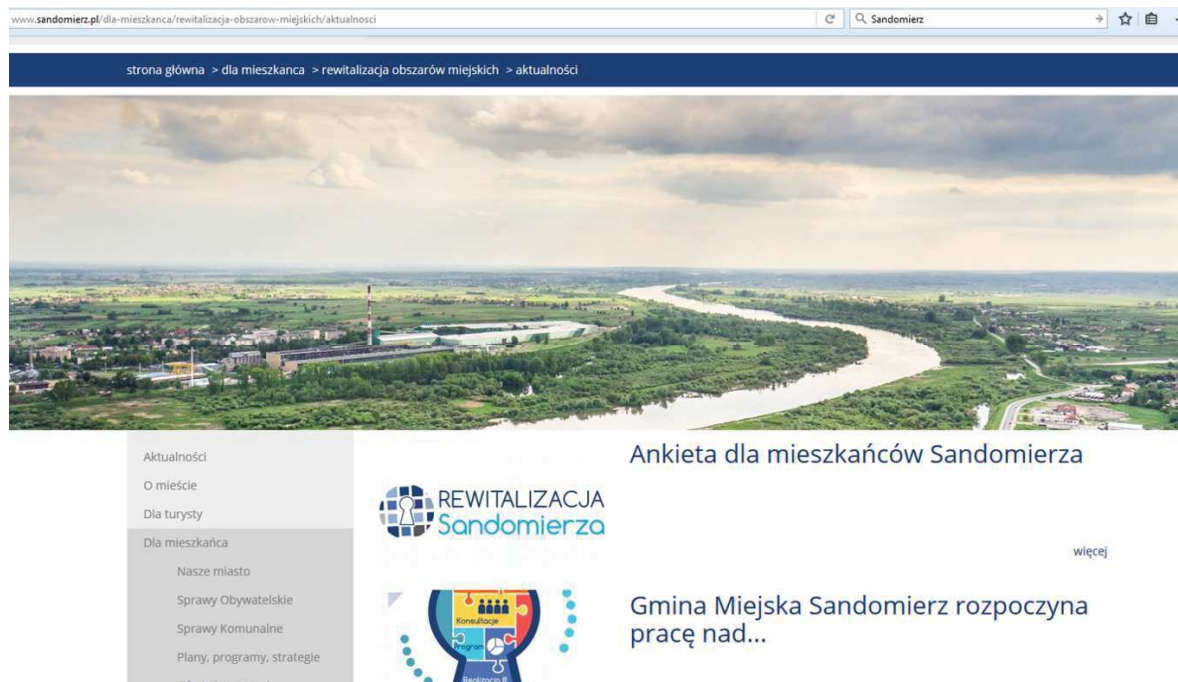 www.sandomierz.pl/dla-mieszkanca/rewitalizacja-obszarow-miejskich/aktualnosci
Sandomierz
strona główna > dla mieszkanca > rewitalizacja obszarów miejskich > aktualności
Aktualności
O mieście
Dla turysty
Dla mieszkańca
Nasze miasto
Sprawy Obywatelskie
Sprawy Komunalne
Plany, programy, strategie
REWITALIZACJA
Sandomierza
Ankieta dla mieszkańców Sandomierza
więcej
Konsultacje
Program
Realizacja
Gmina Miejska Sandomierz rozpoczyna
pracę nad...